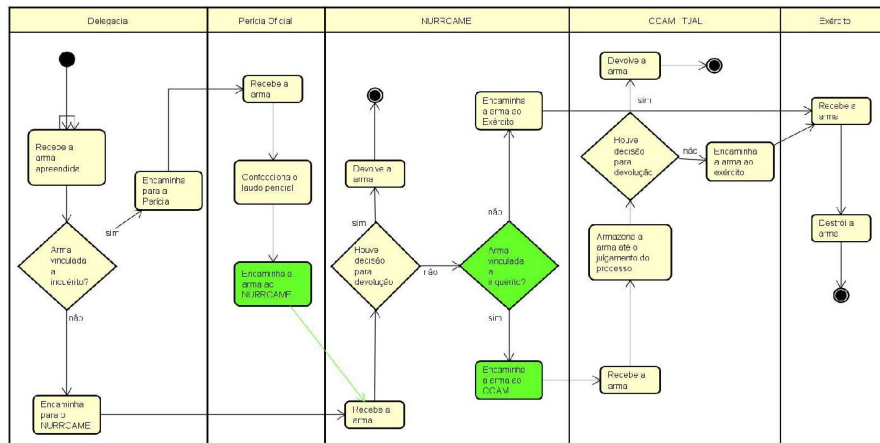 Delegacia
Perícia Oficial
NURRCAME
CCAM TJAL
Exército
Recebe a
arma
apreendida
Arma
vinculada
a
inquérito?
sim
não
Encaminha
para a
Perícia
Encaminha
para o
NURRCAME
Recebe a
arma
Confecciona o
laudo pericial
Encaminha a
arma ao
NURRCAME
Recebe a
arma
Houve
decisão
para
devolução
sim
não
Devolve a
arma
Arma
vinculada
a
inquérito?
não
sim
Encaminha
a arma ao
Exército
Encaminha
a arma ao
CCAM
Recebe a
arma
Armazena a
arma até o
julgamento do
processo
Houve
decisão
para
devolução
sim
não
Devolve a
arma
Encaminha
a arma ao
exército
Recebe a
arma
Destrói a
arma